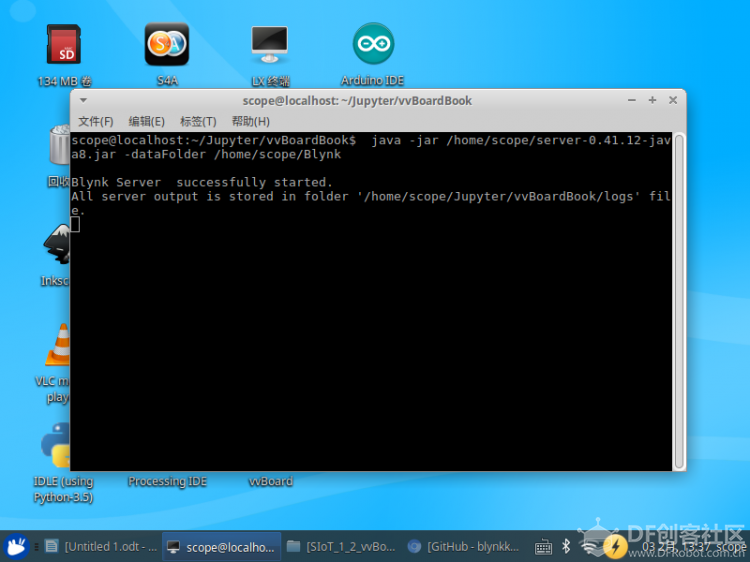 134 MB 卷
S4A
LX 终端
Arduino IDE
scope@localhost: ~/Jupyter/vvBoardBook
文件(F) 编辑(E) 标签(T) 帮助(H)
scope@localhost:~/Jupyter/vvBoardBook$ java -jar /home/scope/server-0.41.12-jav
a8.jar -dataFolder /home/scope/Blynk
Blynk Server successfully started.
All server output is stored in folder '/home/scope/Jupyter/vvBoardBook/logs' fil
e.
回收
Inksc
VLC m
play
IDLE (using
Python-3.5)
Processing IDE
vvBoard
[Untitled 1.odt - ...
scope@localho...
[SIoT_1_2_vvBo...
[GitHub - blynkk...
03 2月, 13:37 scope
DF创客社区
www.DFRobot.com.cn